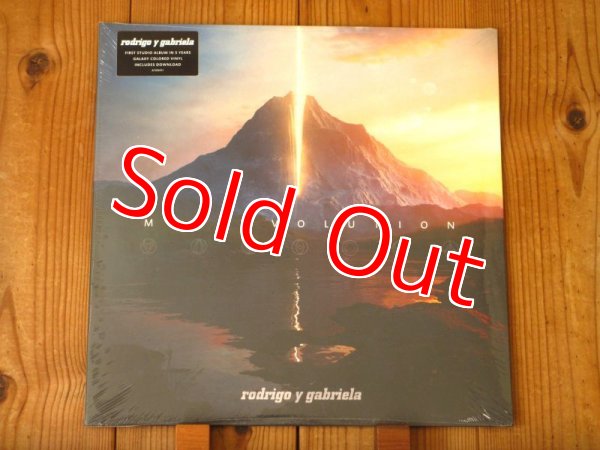 rodrigo y gabriela
FIRST STUDIO ALBUM IN 5 YEARS
GALAXY COLORED VINYL
INCLUDES DOWNLOAD
Sold Out
rodrigo y gabriela